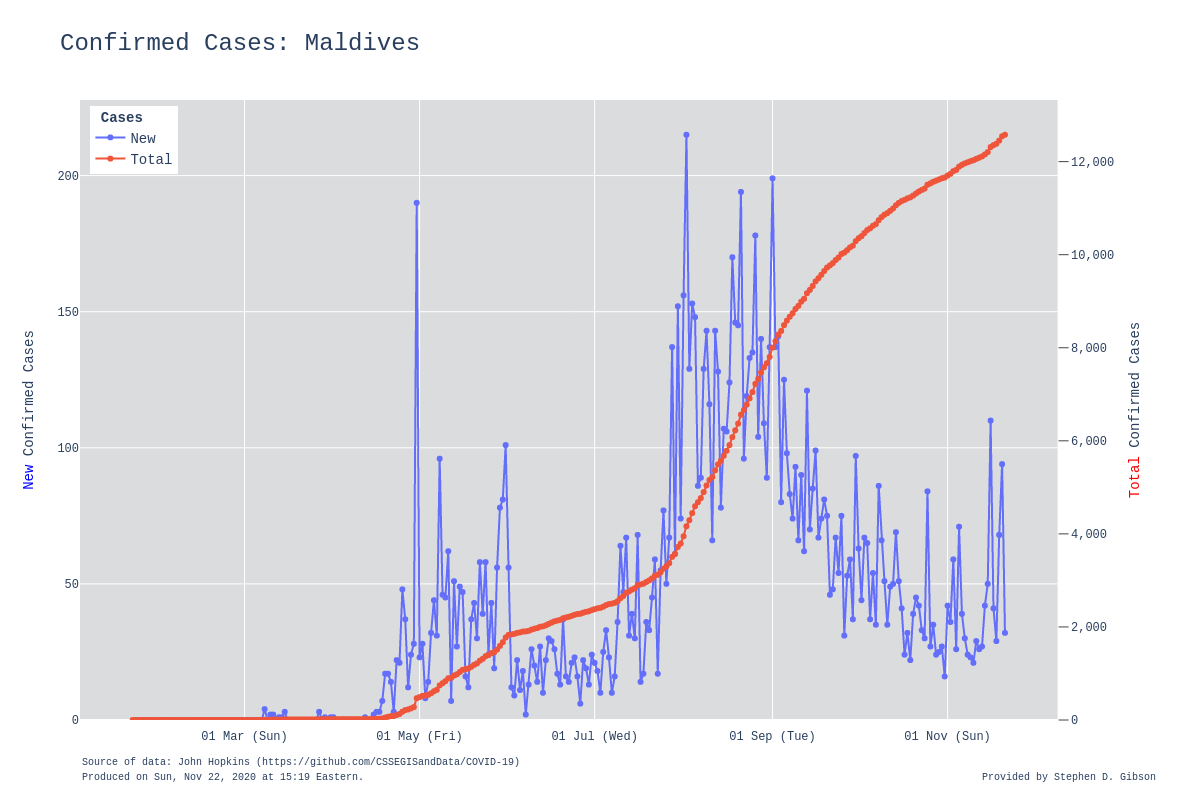 Confirmed Cases: Maldives
Cases
New
Total
200
150
100
50
0
12,000
10,000
8,000
6,000
4,000
2,000
0
New Confirmed Cases
Total Confirmed Cases
01 Mar (Sun) 01 May (Fri) 01 Jul (Wed) 01 Sep (Tue) 01 Nov (Sun)
Source of data: John Hopkins (https://github.com/CSSEGISandData/COVID-19)
Produced on Sun, Nov 22, 2020 at 15:19 Eastern.
Provided by Stephen D. Gibson